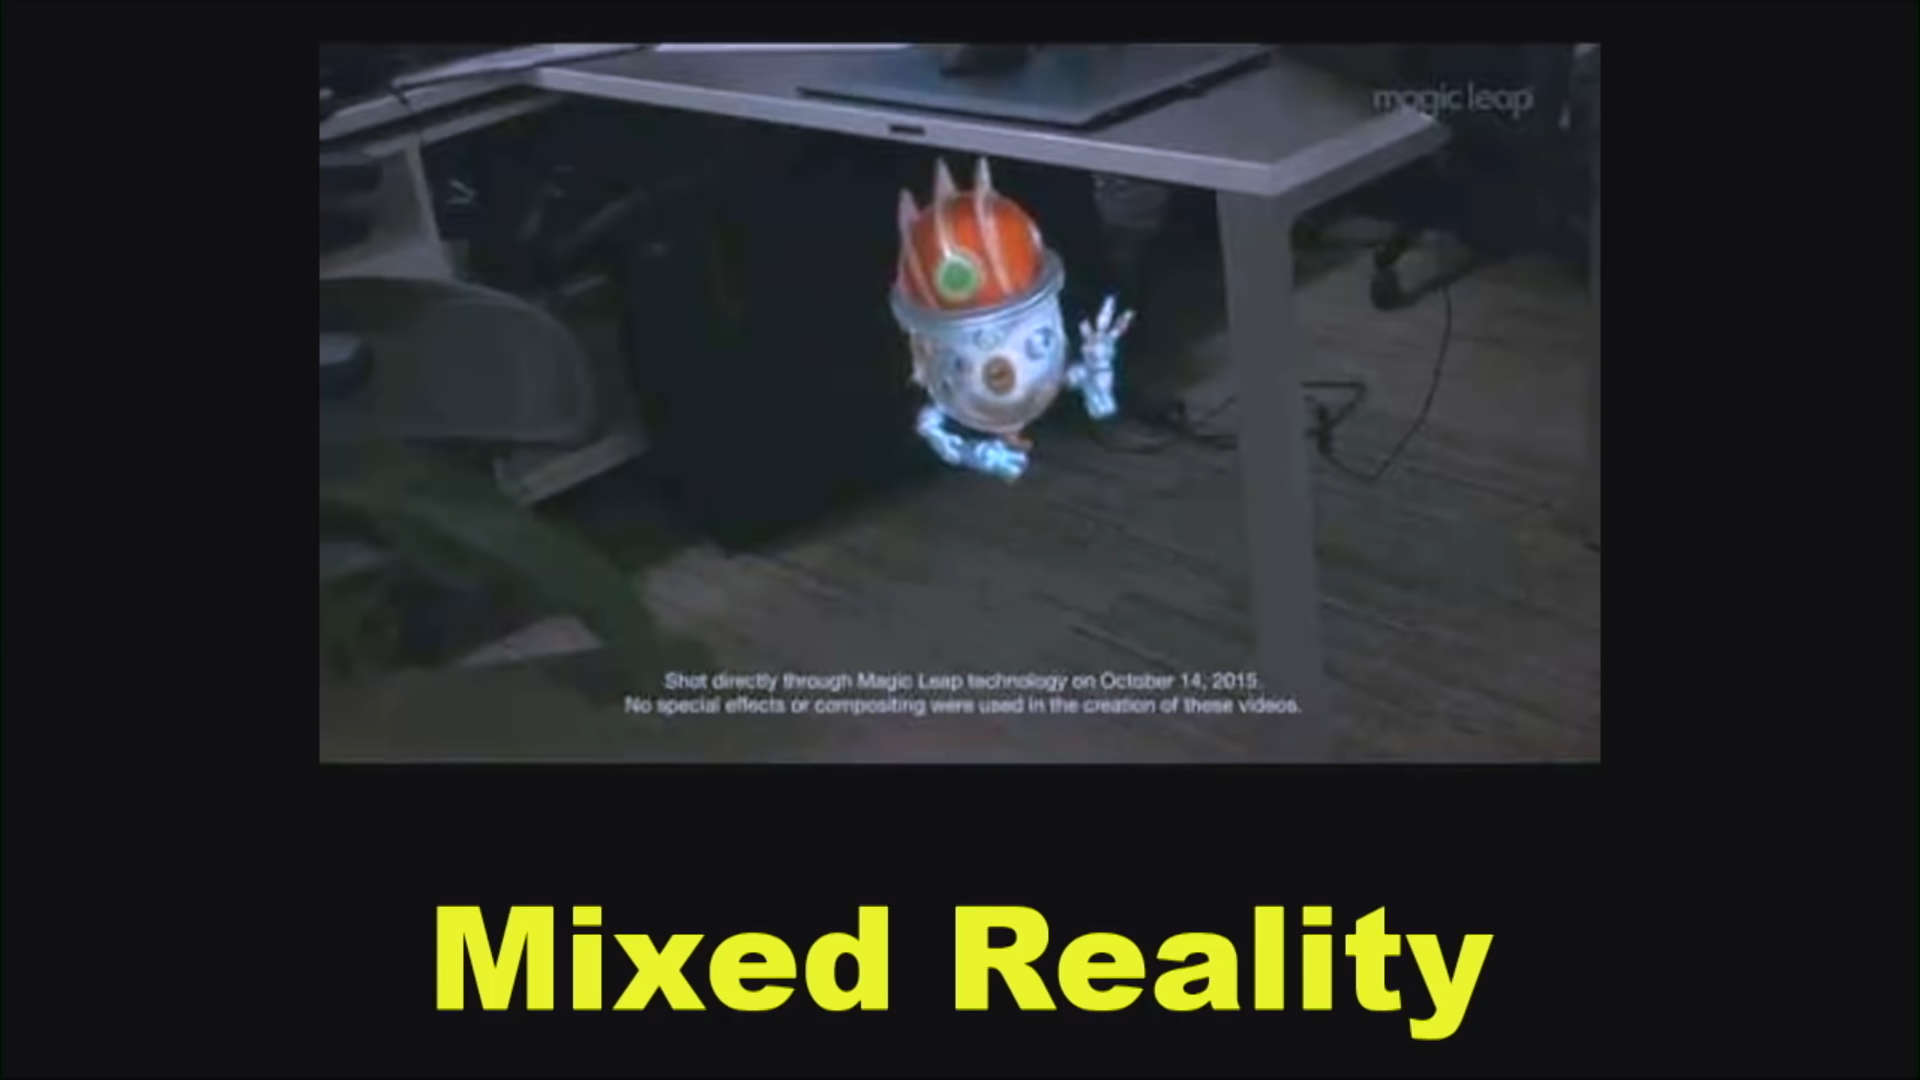 magic leap
Shot directly through Magic Leap technology on October 14, 2015.
No special effects or compositing were used in the creation of these videos.
Mixed Reality